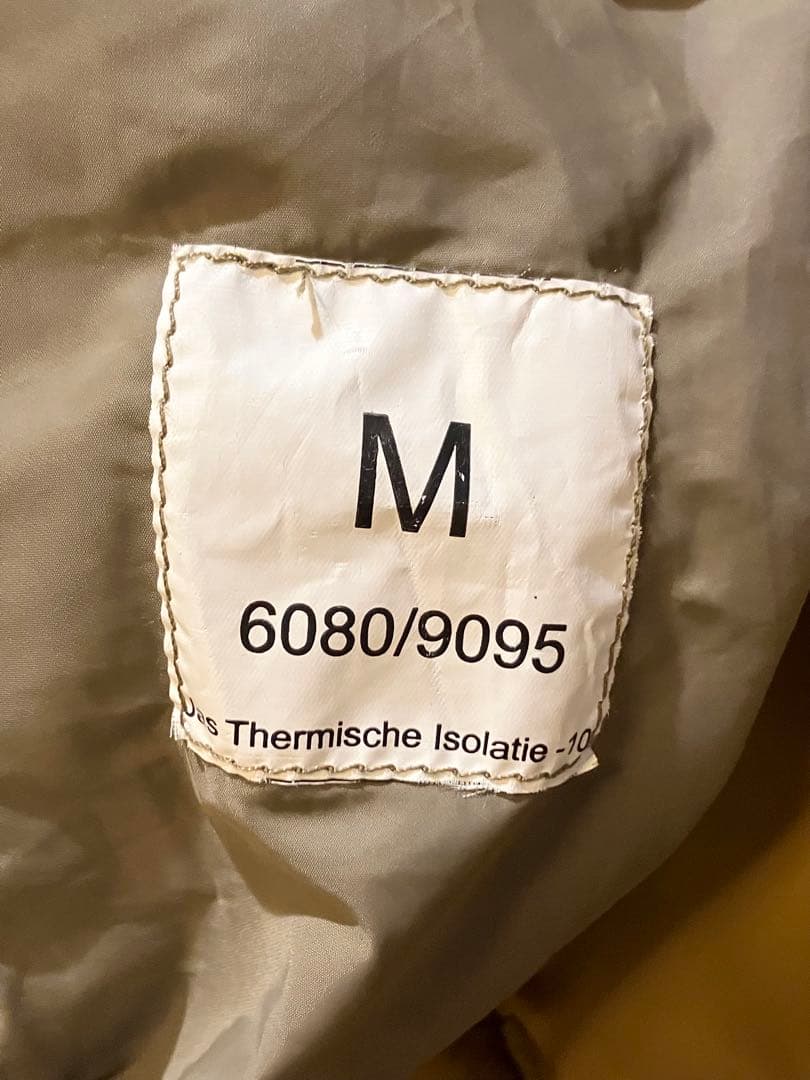 M
6080/9095
Das Thermische Isolatie -10